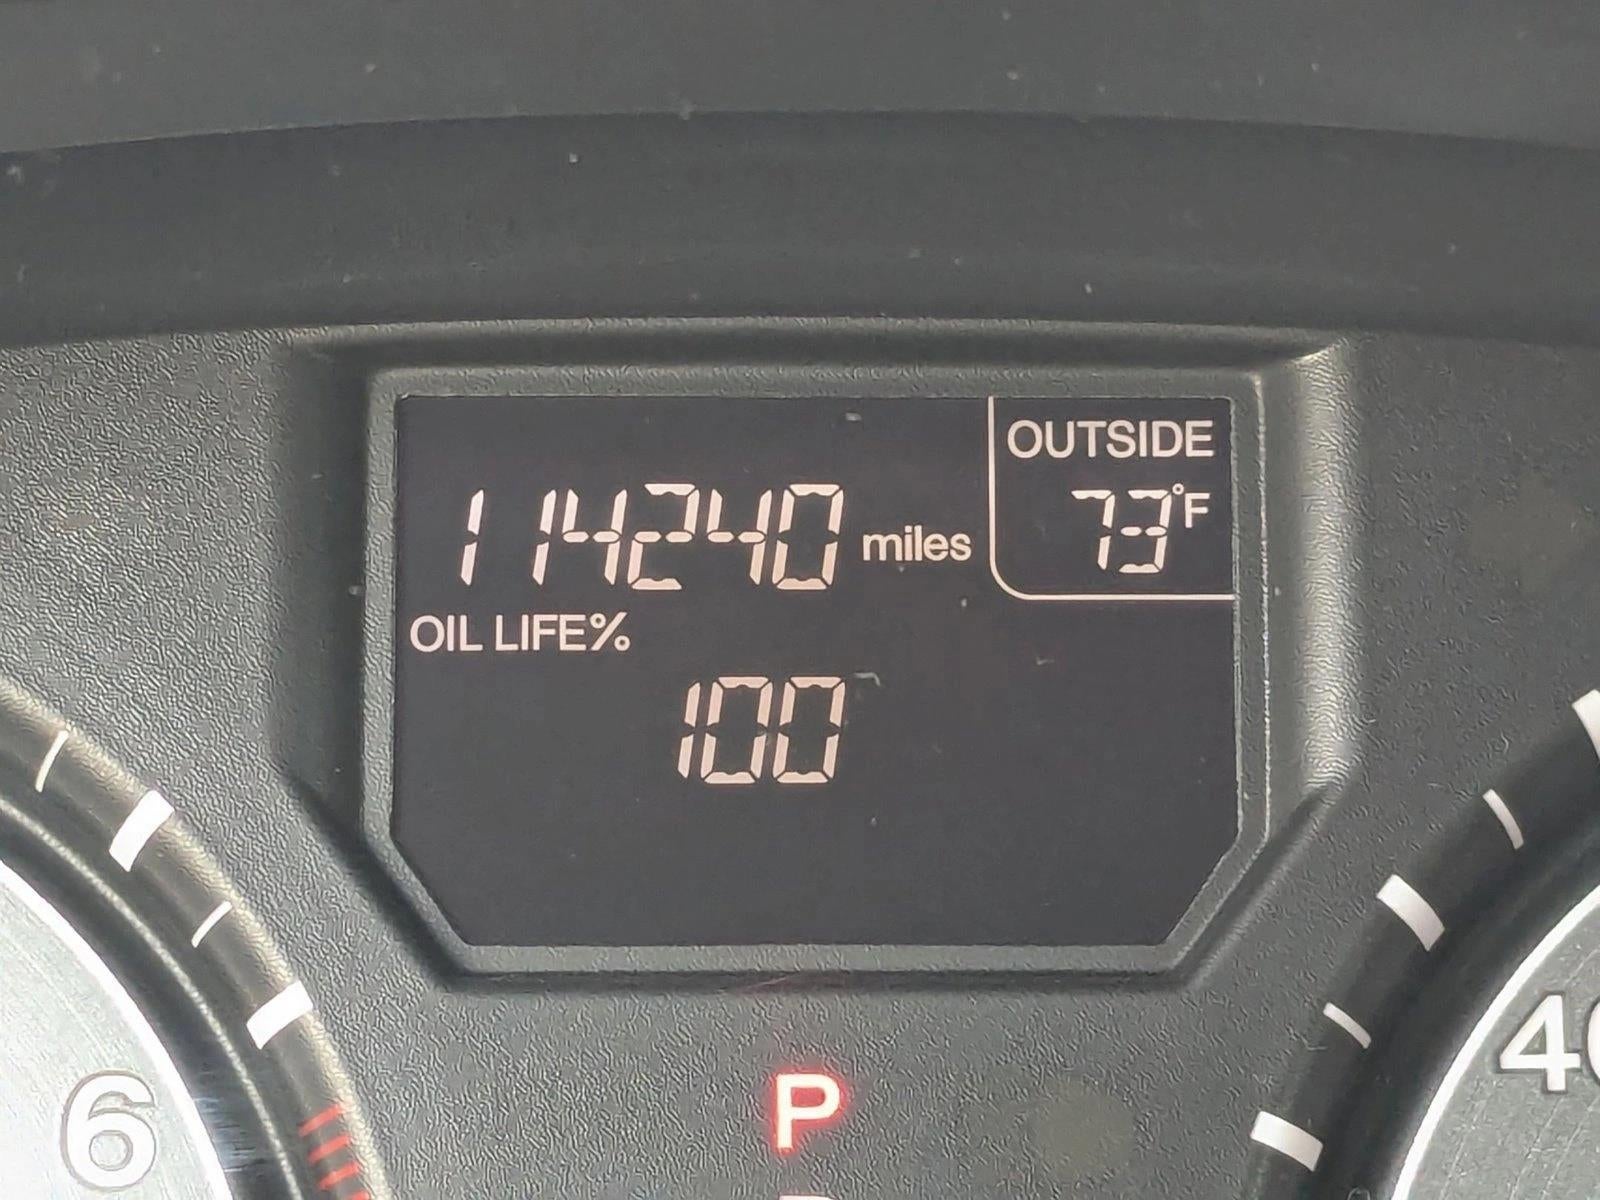 OUTSIDE
73°F
114240 miles
OIL LIFE%
100
P
6
40